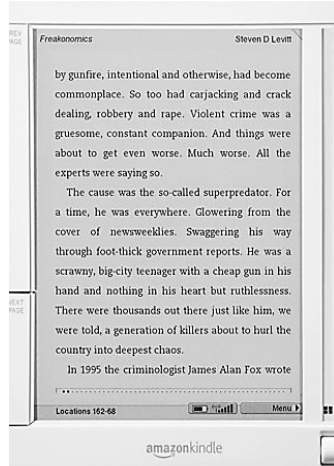 PREV
PAGE
Freakonomics Steven D Levitt
by gunfire, intentional and otherwise, had become
commonplace. So too had carjacking and crack
dealing, robbery and rape. Violent crime was a
gruesome, constant companion. And things were
about to get even worse. Much worse. All the
experts were saying so.
The cause was the so-called superpredator. For
a time, he was everywhere. Glowering from the
cover of newsweeklies. Swaggering his way
through foot-thick government reports. He was a
scrawny, big-city teenager with a cheap gun in his
hand and nothing in his heart but ruthlessness.
There were thousands out there just like him, we
were told, a generation of killers about to hurl the
country into deepest chaos.
In 1995 the criminologist James Alan Fox wrote
NEXT
PAGE
Locations 162-68 Menu
amazonkindle